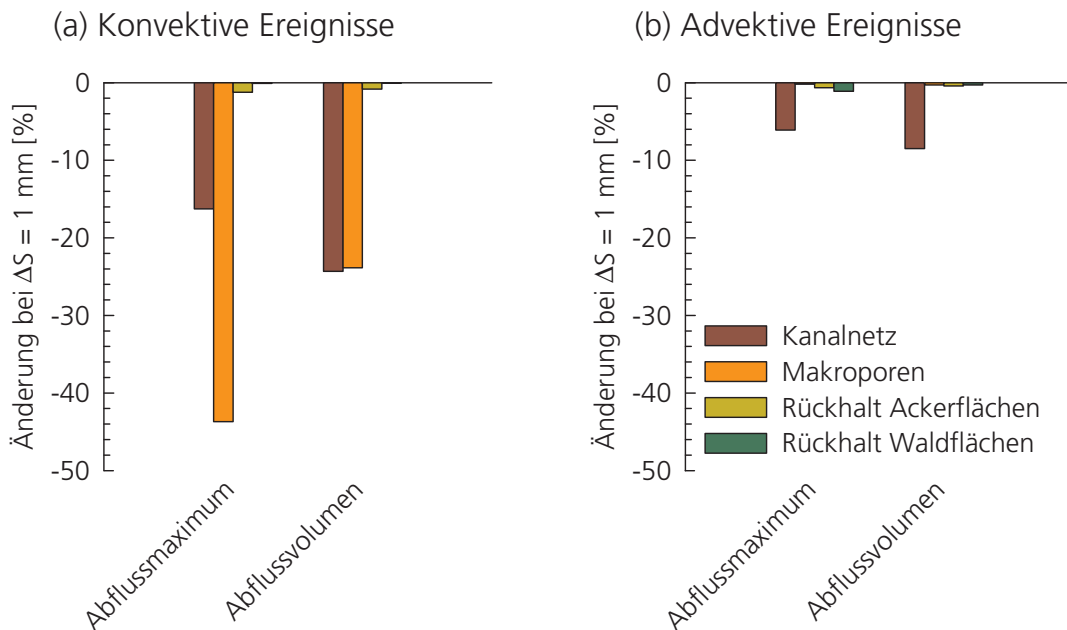 (a) Konvektive Ereignisse
Änderung bei ΔS = 1 mm [%]
0
-10
-20
-30
-40
-50
Abflussmaximum
Abflussvolumen
(b) Advektive Ereignisse
Änderung bei ΔS = 1 mm [%]
0
-10
-20
-30
-40
-50
Kanalnetz
Makroporen
Rückhalt Ackerflächen
Rückhalt Waldflächen
Abflussmaximum
Abflussvolumen